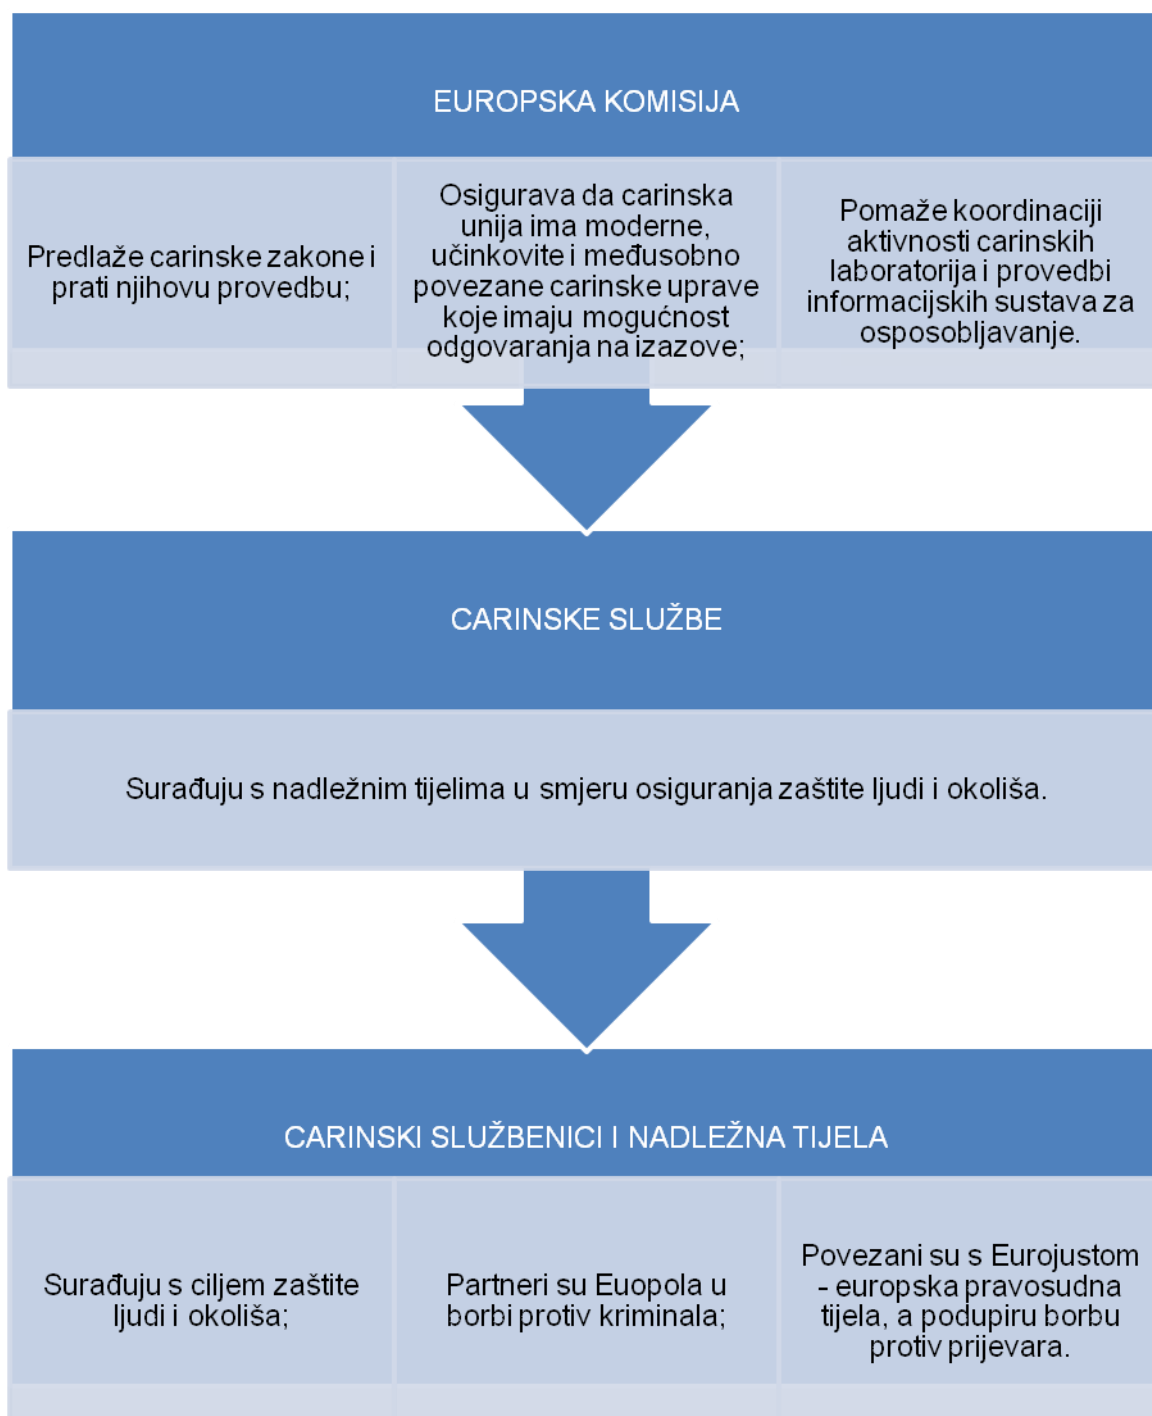 EUROPSKA KOMISIJA
Predlaže carinske zakone i
prati njihovu provedbu;
Osigurava da carinska
unija ima moderne,
učinkovite i međusobno
povezane carinske uprave
koje imaju mogućnost
odgovaranja na izazove;
Pomaže koordinaciji
aktivnosti carinskih
laboratorija i provedbi
informacijskih sustava za
osposobljavanje.
CARINSKE SLUŽBE
Surađuju s nadležnim tijelima u smjeru osiguranja zaštite ljudi i okoliša.
CARINSKI SLUŽBENICI I NADLEŽNA TIJELA
Surađuju s ciljem zaštite
ljudi i okoliša;
Partneri su Euopola u
borbi protiv kriminala;
Povezani su s Eurojustom
- europska pravosudna
tijela, a podupiru borbu
protiv prijevara.